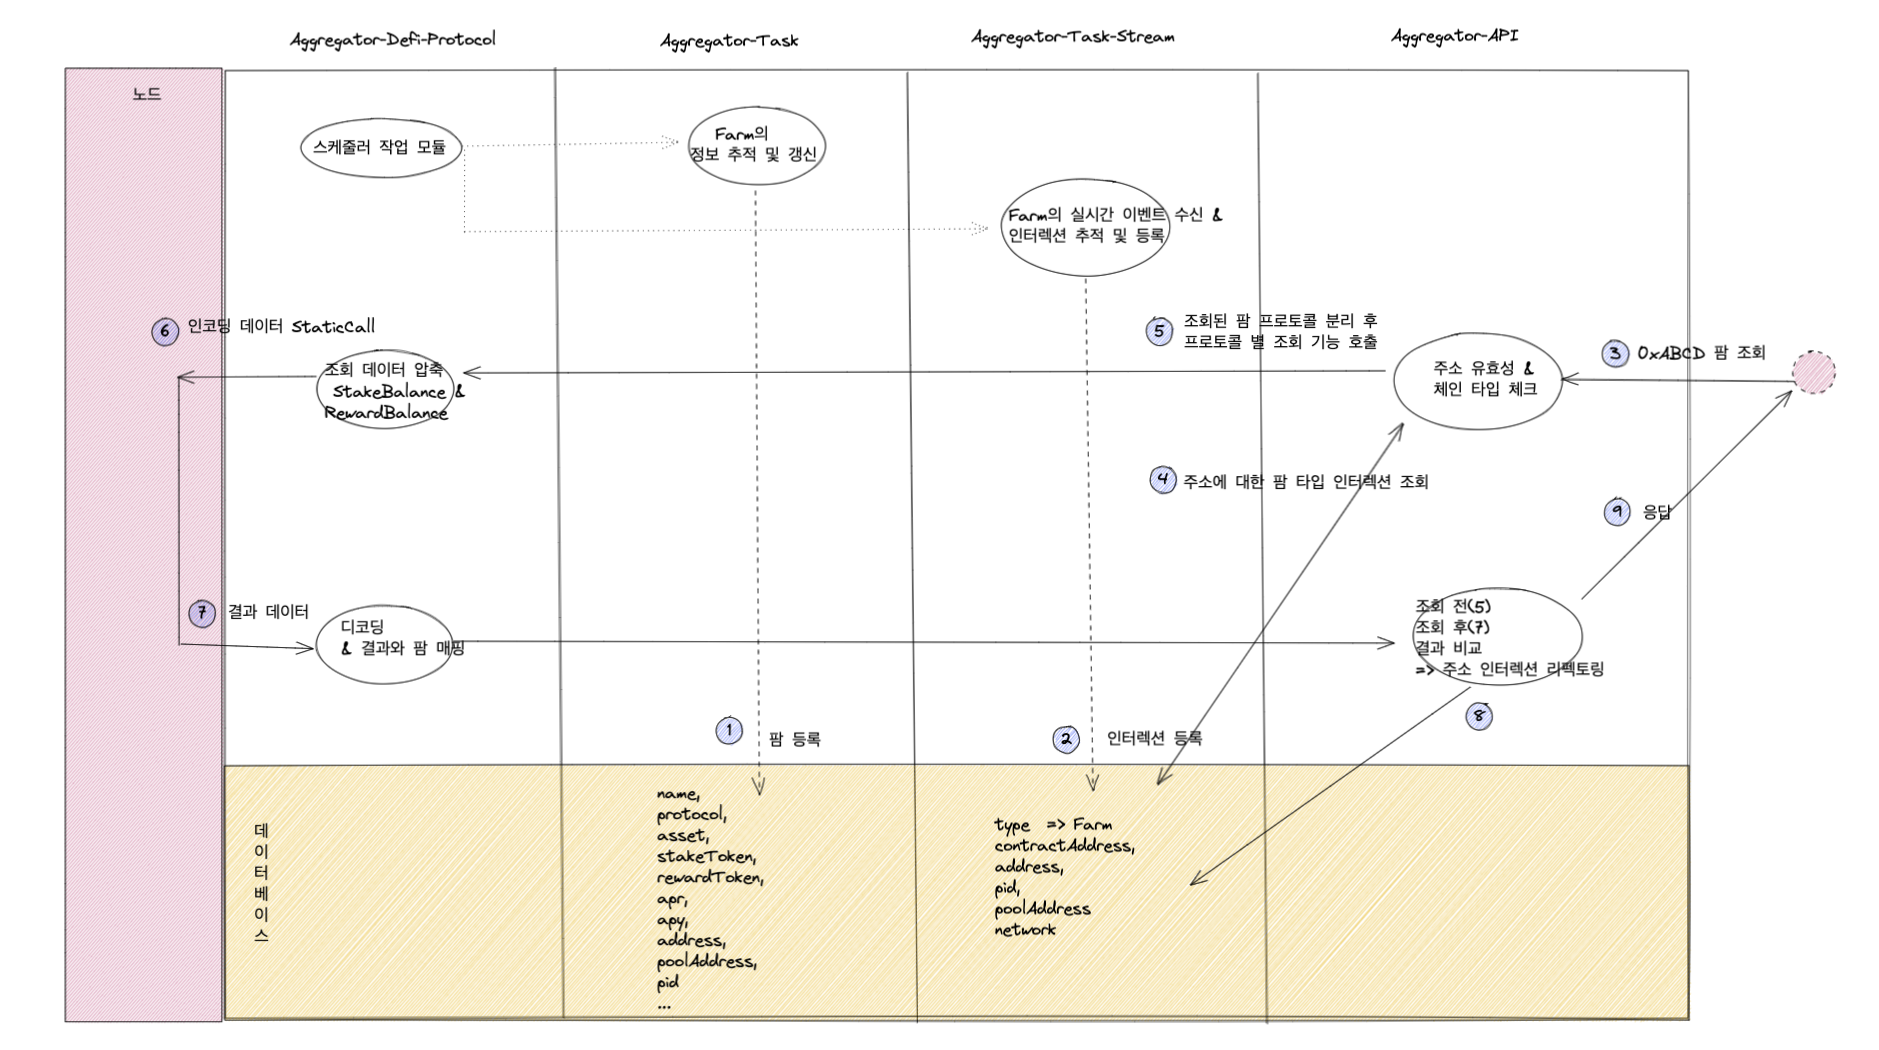 Aggregator-Defi-Protocol
Aggregator-Task
Aggregator-Task-Stream
Aggregator-API
노드
스케줄러 작업 모듈
Farm의
정보 추적 및 갱신
Farm의 실시간 이벤트 수신 &
인터렉션 추적 및 등록
6
인코딩 데이터 StaticCall
5
조회된 팜 프로토콜 분리 후
프로토콜 별 조회 기능 호출
3
0xABCD 팜 조회
조회 데이터 압축
StakeBalance &
RewardBalance
주소 유효성 &
체인 타입 체크
4
주소에 대한 팜 타입 인터렉션 조회
9
응답
7
결과 데이터
디코딩
& 결과와 팜 매핑
조회 전(5)
조회 후(7)
결과 비교
=> 주소 인터렉션 리팩토링
8
1
팜 등록
2
인터렉션 등록
데
이
터
베
이
스
name,
protocol,
asset,
stakeToken,
rewardToken,
apr,
apy,
address,
poolAddress,
pid
...
type => Farm
contractAddress,
address,
pid,
poolAddress
network